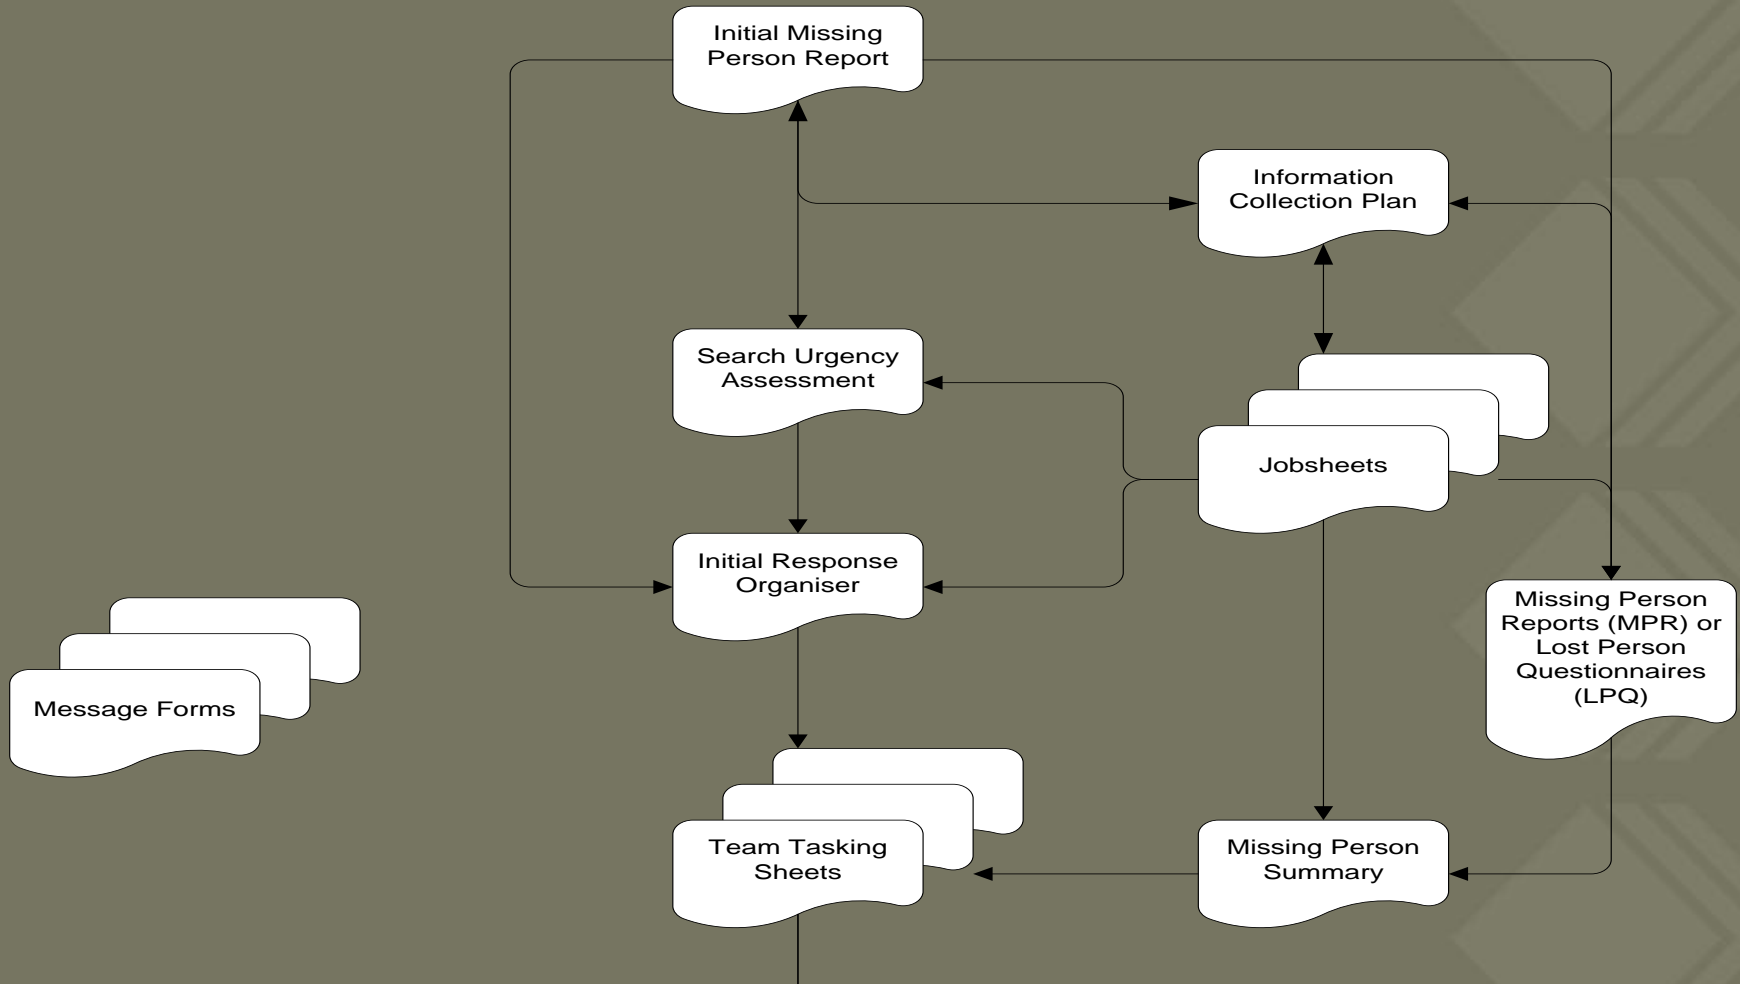 Initial Missing
Person Report
Information
Collection Plan
Search Urgency
Assessment
Jobsheets
Initial Response
Organiser
Missing Person
Reports (MPR) or
Lost Person
Questionnaires
(LPQ)
Message Forms
Team Tasking
Sheets
Missing Person
Summary